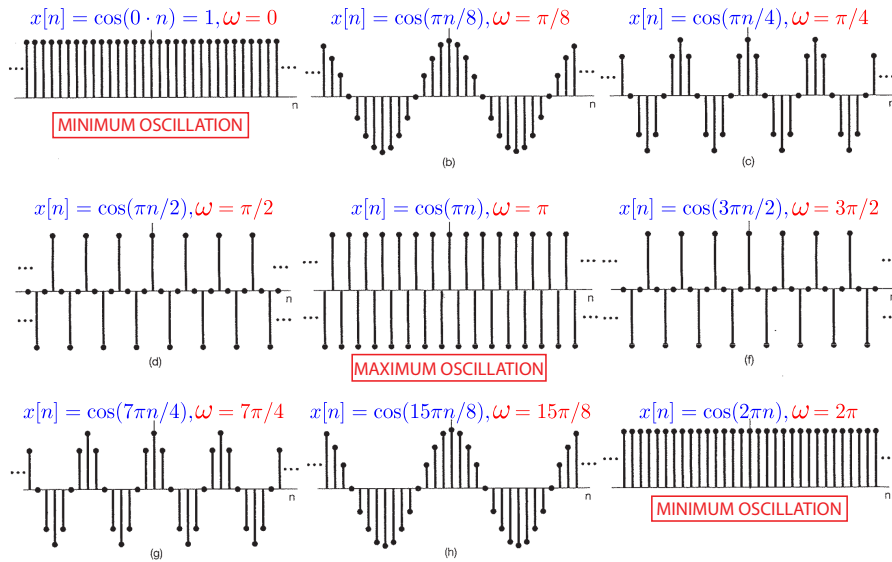 x[n] = cos(0 · n) = 1, ω = 0
x[n] = cos(πn/8), ω = π/8
x[n] = cos(πn/4), ω = π/4
... ...
... ...
... ...
n
n
n
MINIMUM OSCILLATION
(b)
(c)
x[n] = cos(πn/2), ω = π/2
x[n] = cos(πn), ω = π
x[n] = cos(3πn/2), ω = 3π/2
... ...
... ...
... ...
n
n
n
... ...
... ...
... ...
(d)
MAXIMUM OSCILLATION
(f)
x[n] = cos(7πn/4), ω = 7π/4
x[n] = cos(15πn/8), ω = 15π/8
x[n] = cos(2πn), ω = 2π
... ...
... ...
... ...
n
n
n
MINIMUM OSCILLATION
(g)
(h)